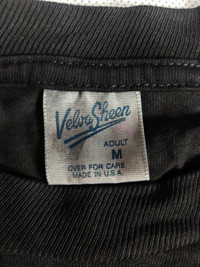 Velva Sheen
ADULT
M
OVER FOR CARE
MADE IN U.S.A.